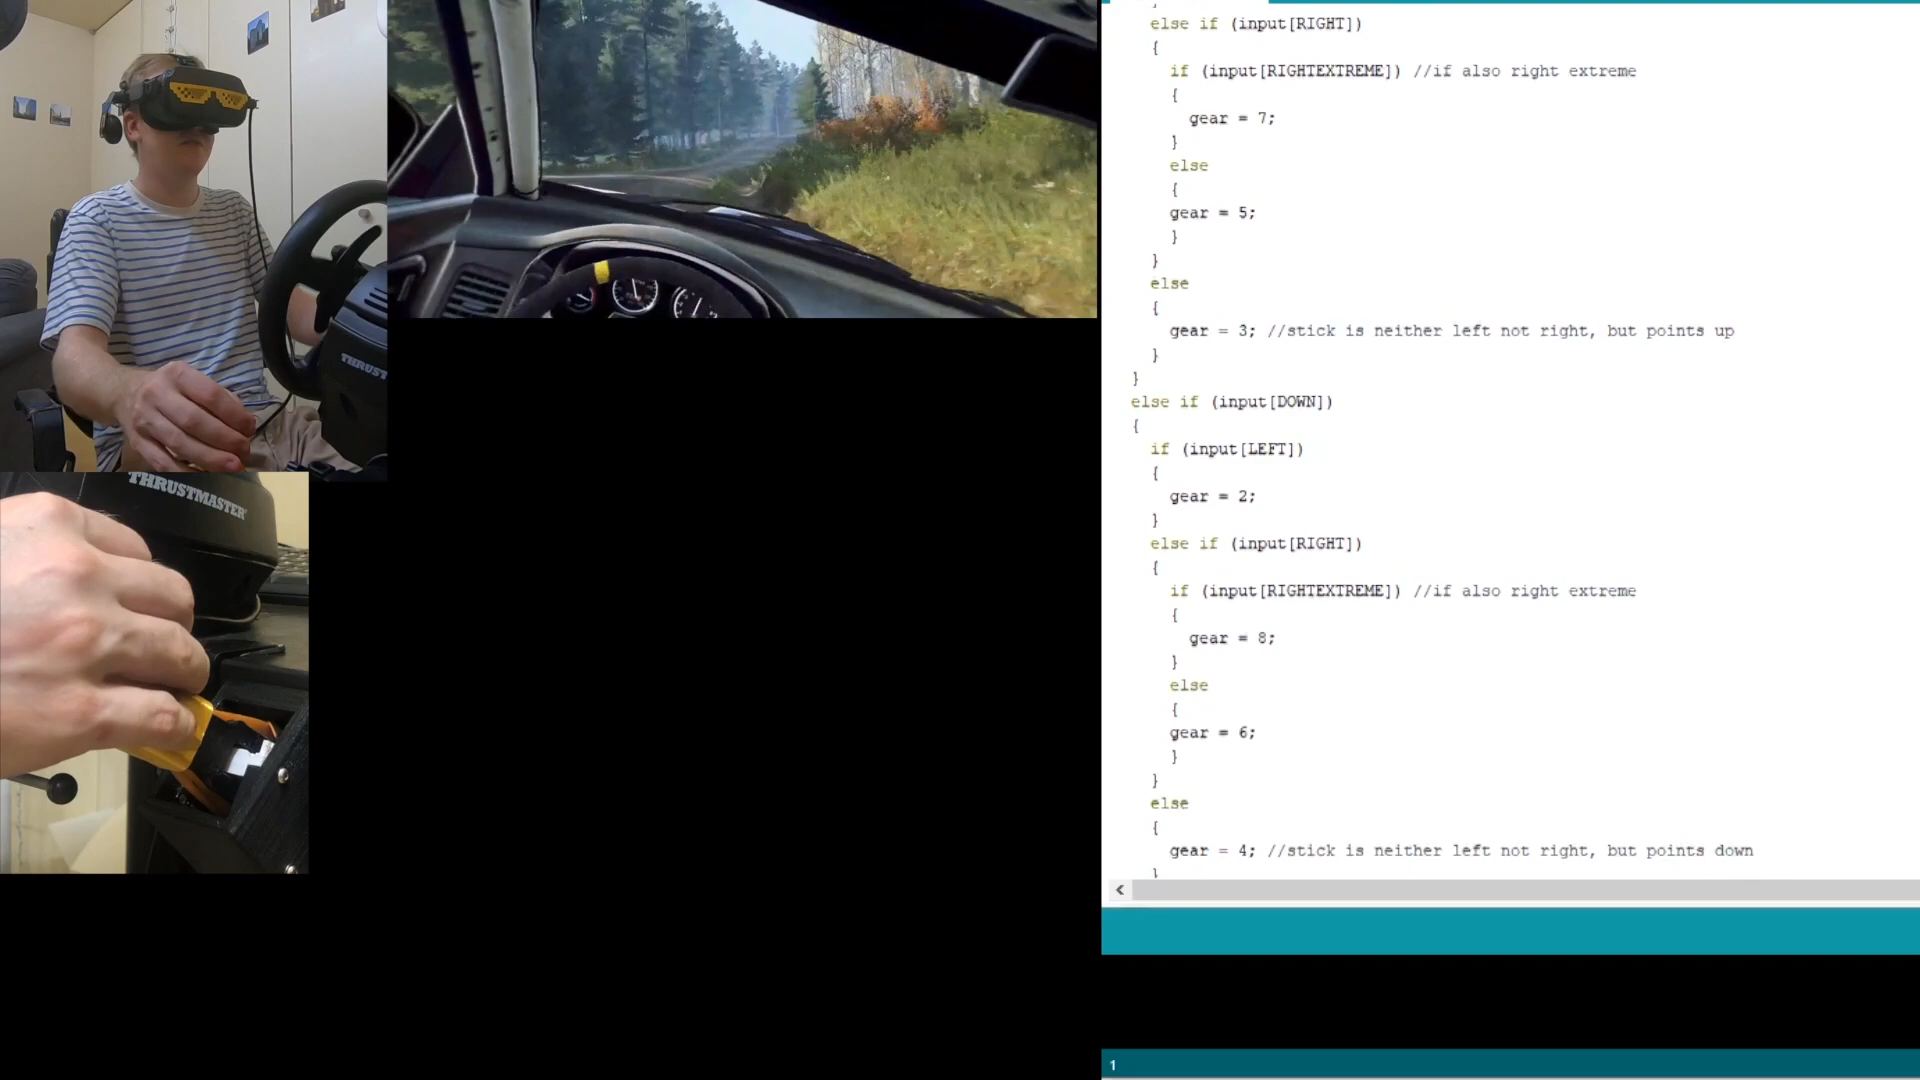 THRUST
THRUSTMASTER
else if (input[RIGHT])
{
if (input[RIGHTEXTREME]) //if also right extreme
{
gear = 7;
}
else
{
gear = 5;
}
}
else
{
gear = 3; //stick is neither left not right, but points up
}
}
else if (input[DOWN])
{
if (input[LEFT])
{
gear = 2;
}
else if (input[RIGHT])
{
if (input[RIGHTEXTREME]) //if also right extreme
{
gear = 8;
}
else
{
gear = 6;
}
}
else
{
gear = 4; //stick is neither left not right, but points down
}
1